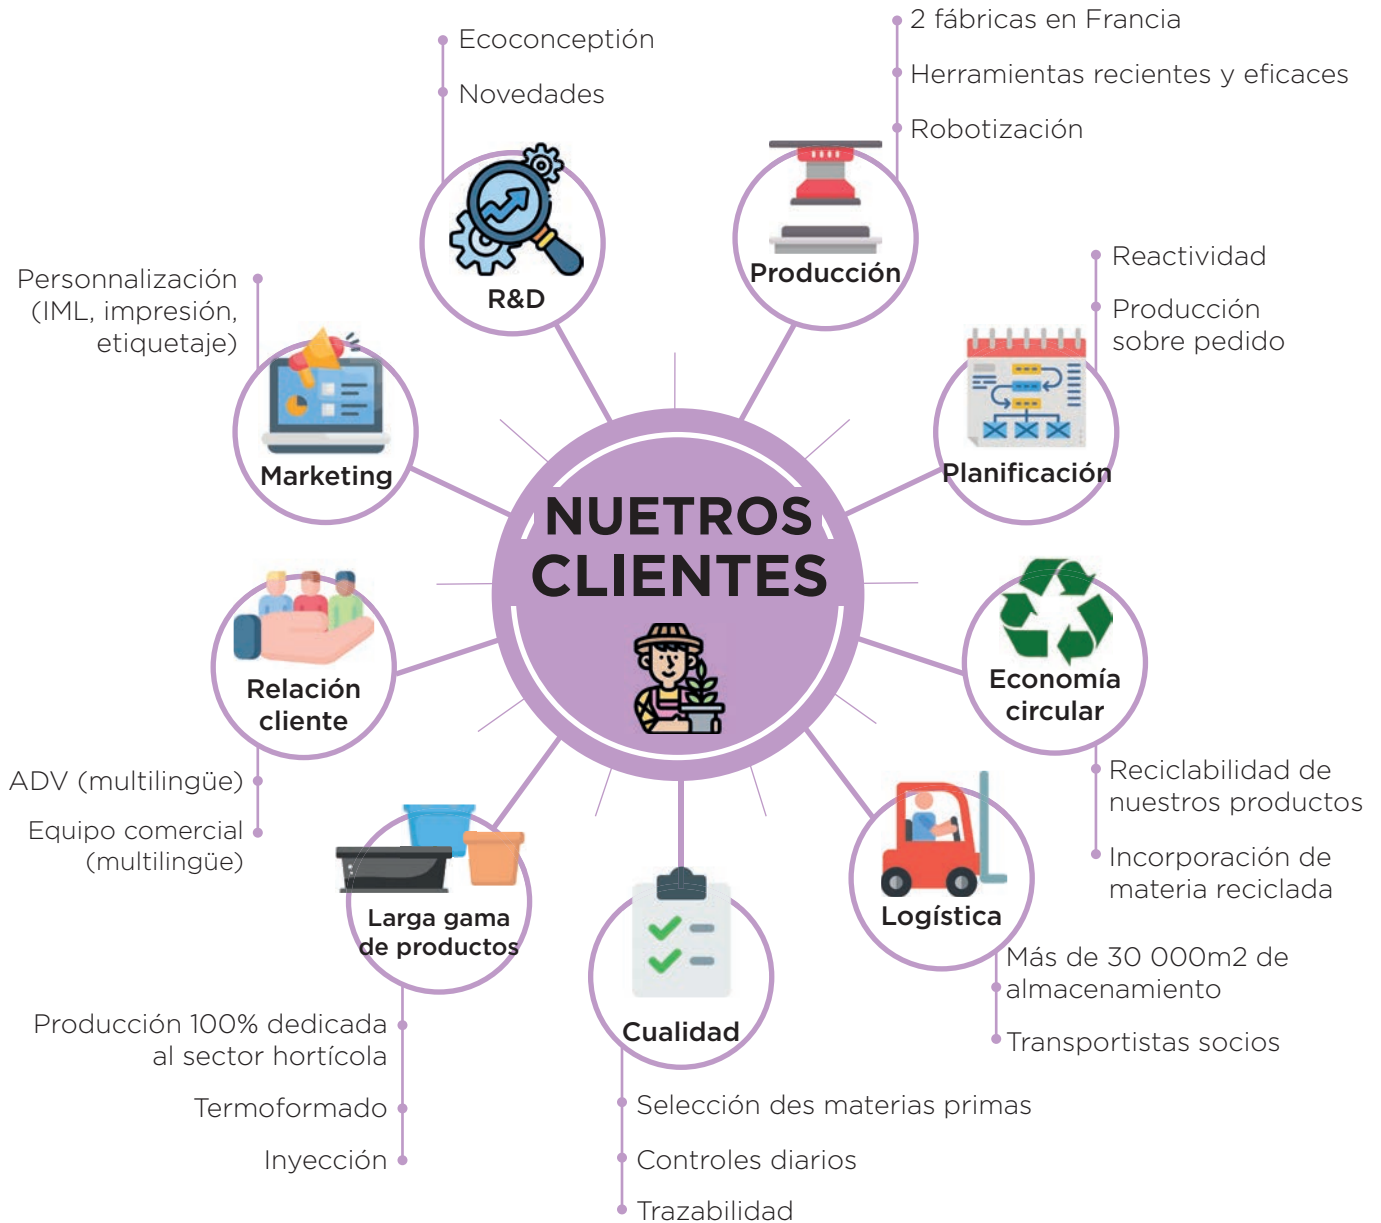 Ecoconceptión
Novedades
R&D
2 fábricas en Francia
Herramientas recientes y eficaces
Robotización
Producción
Personnalización
(IML, impresión,
etiquetaje)
Marketing
Reactividad
Producción
sobre pedido
Planificación
NUETROS
CLIENTES
Relación
cliente
ADV (multilingüe)
Equipo comercial
(multilingüe)
Economía
circular
Reciclabilidad de
nuestros productos
Incorporación de
materia reciclada
Larga gama
de productos
Producción 100% dedicada
al sector hortícola
Termoformado
Inyección
Cualidad
Selección des materias primas
Controles diarios
Trazabilidad
Logística
Más de 30 000m2 de
almacenamiento
Transportistas socios